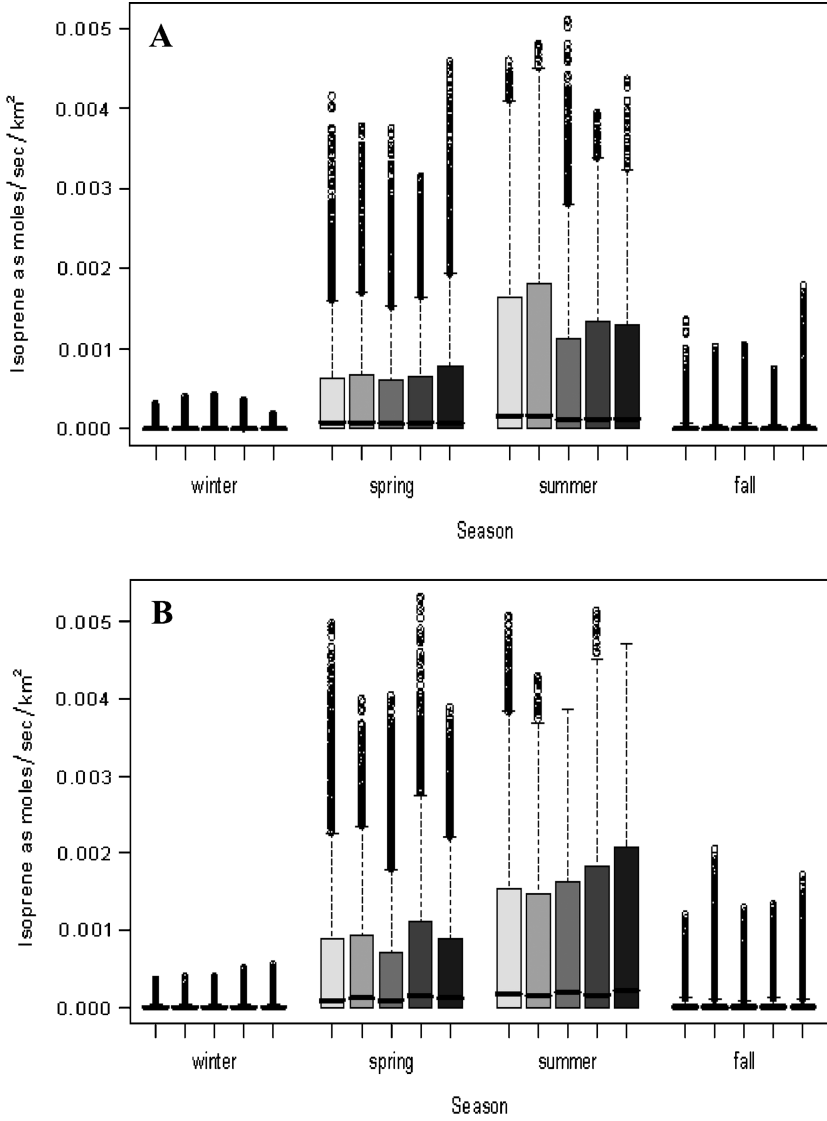 A
Isoprene as moles/sec/km²
0.005
0.004
0.003
0.002
0.001
0.000
winter spring summer fall
Season
B
Isoprene as moles/sec/km²
0.005
0.004
0.003
0.002
0.001
0.000
winter spring summer fall
Season